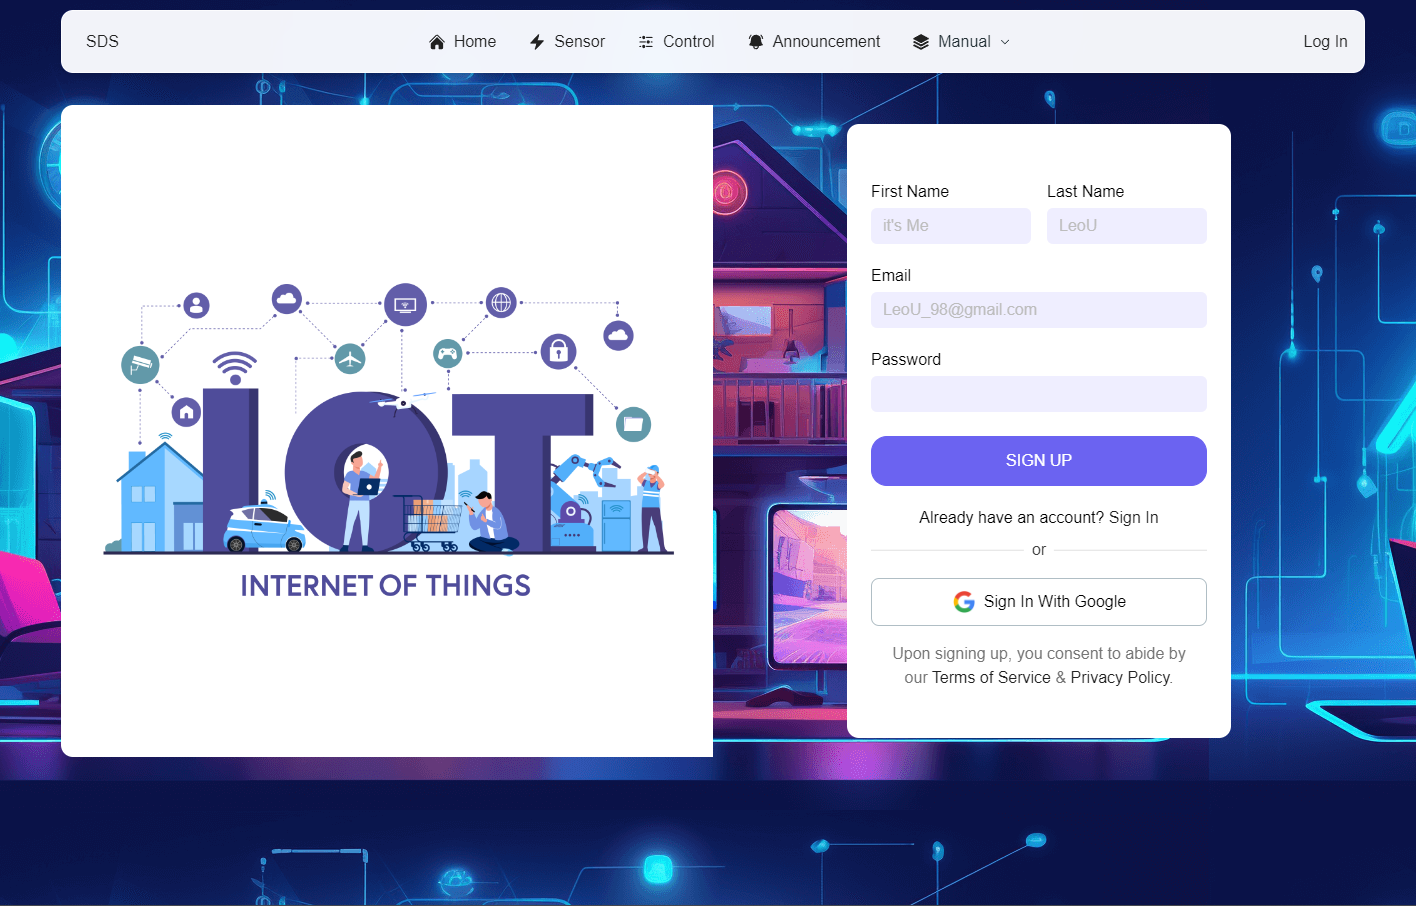 SDS
Home
Sensor
Control
Announcement
Manual
Log In
IOT
INTERNET OF THINGS
First Name
Last Name
it's Me
LeoU
Email
LeoU_98@gmail.com
Password
SIGN UP
Already have an account? Sign In
or
Sign In With Google
Upon signing up, you consent to abide by
our Terms of Service & Privacy Policy.